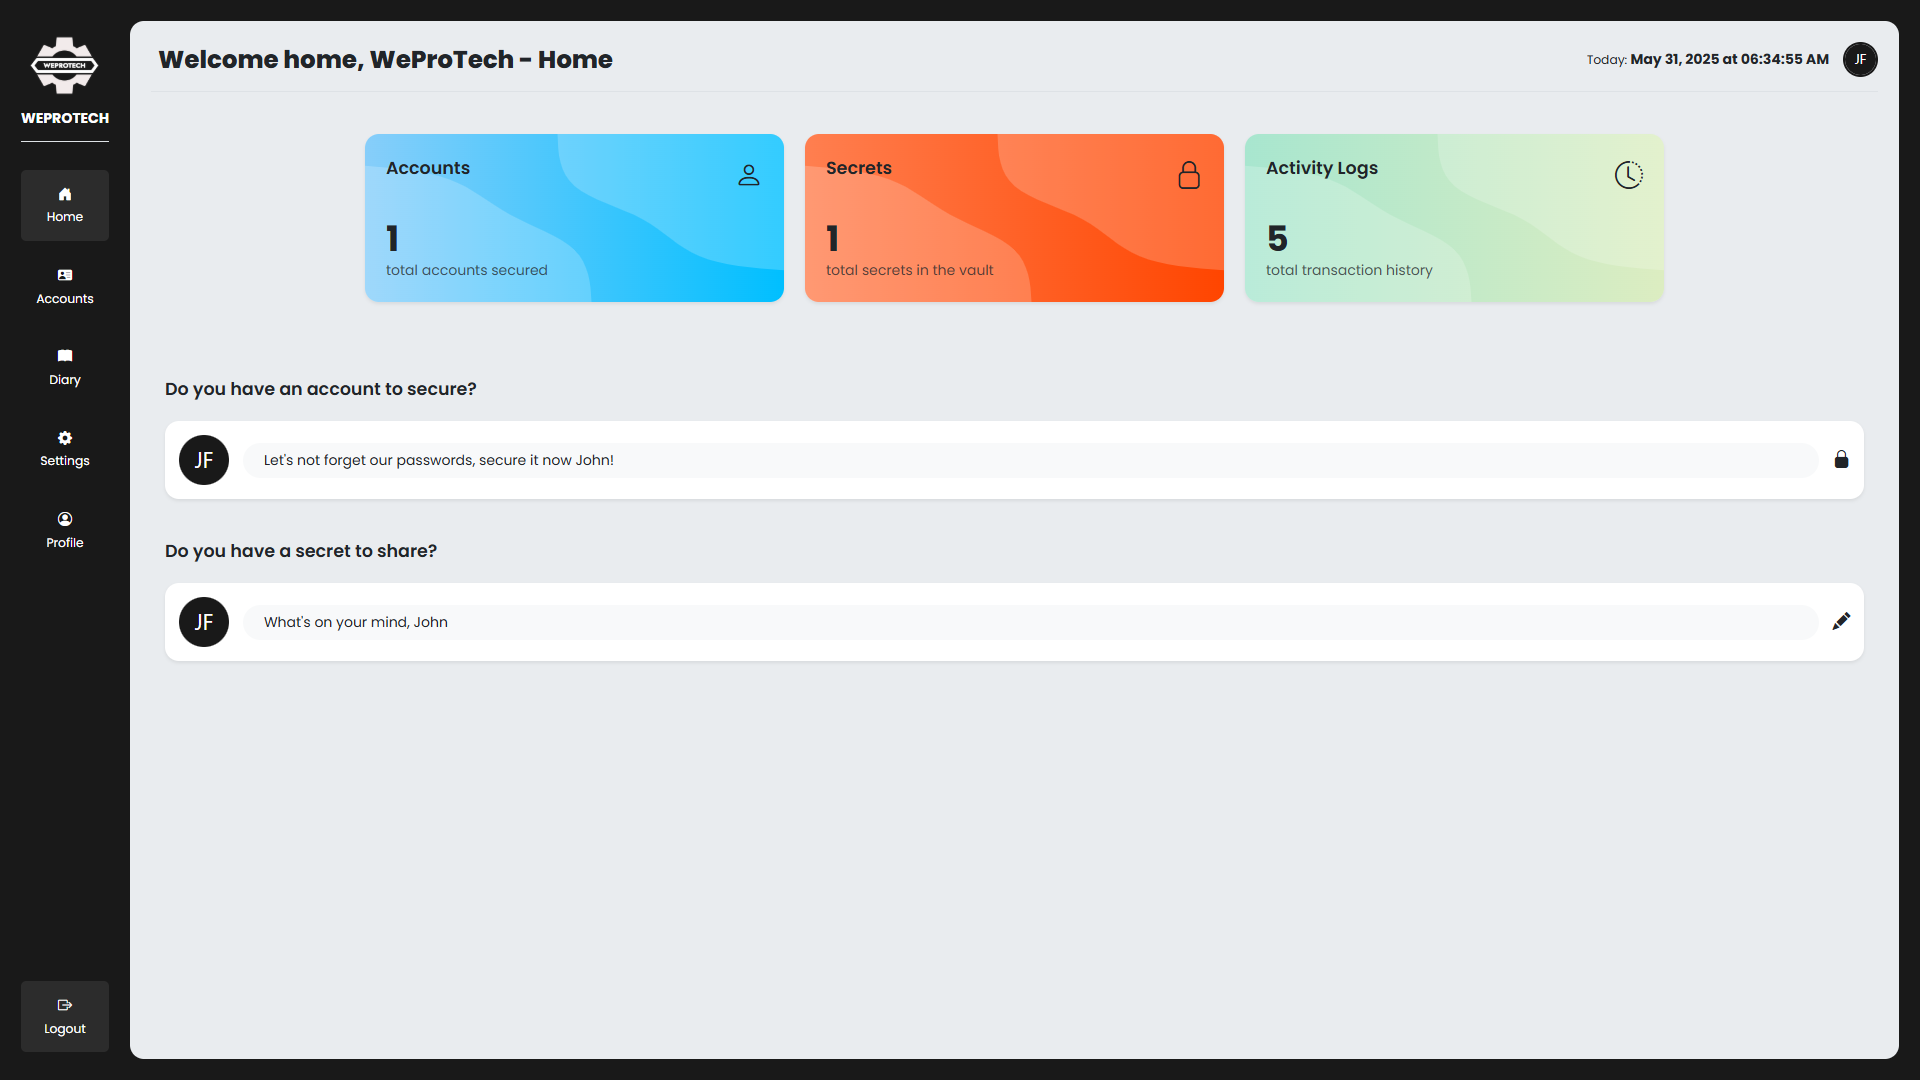 WEPROTECH
WEPROTECH
Home
Accounts
Diary
Settings
Profile
Logout
Welcome home, WeProTech - Home
Today: May 31, 2025 at 06:34:55 AM
JF
Accounts
1
total accounts secured
Secrets
1
total secrets in the vault
Activity Logs
5
total transaction history
Do you have an account to secure?
JF
Let's not forget our passwords, secure it now John!
Do you have a secret to share?
JF
What's on your mind, John